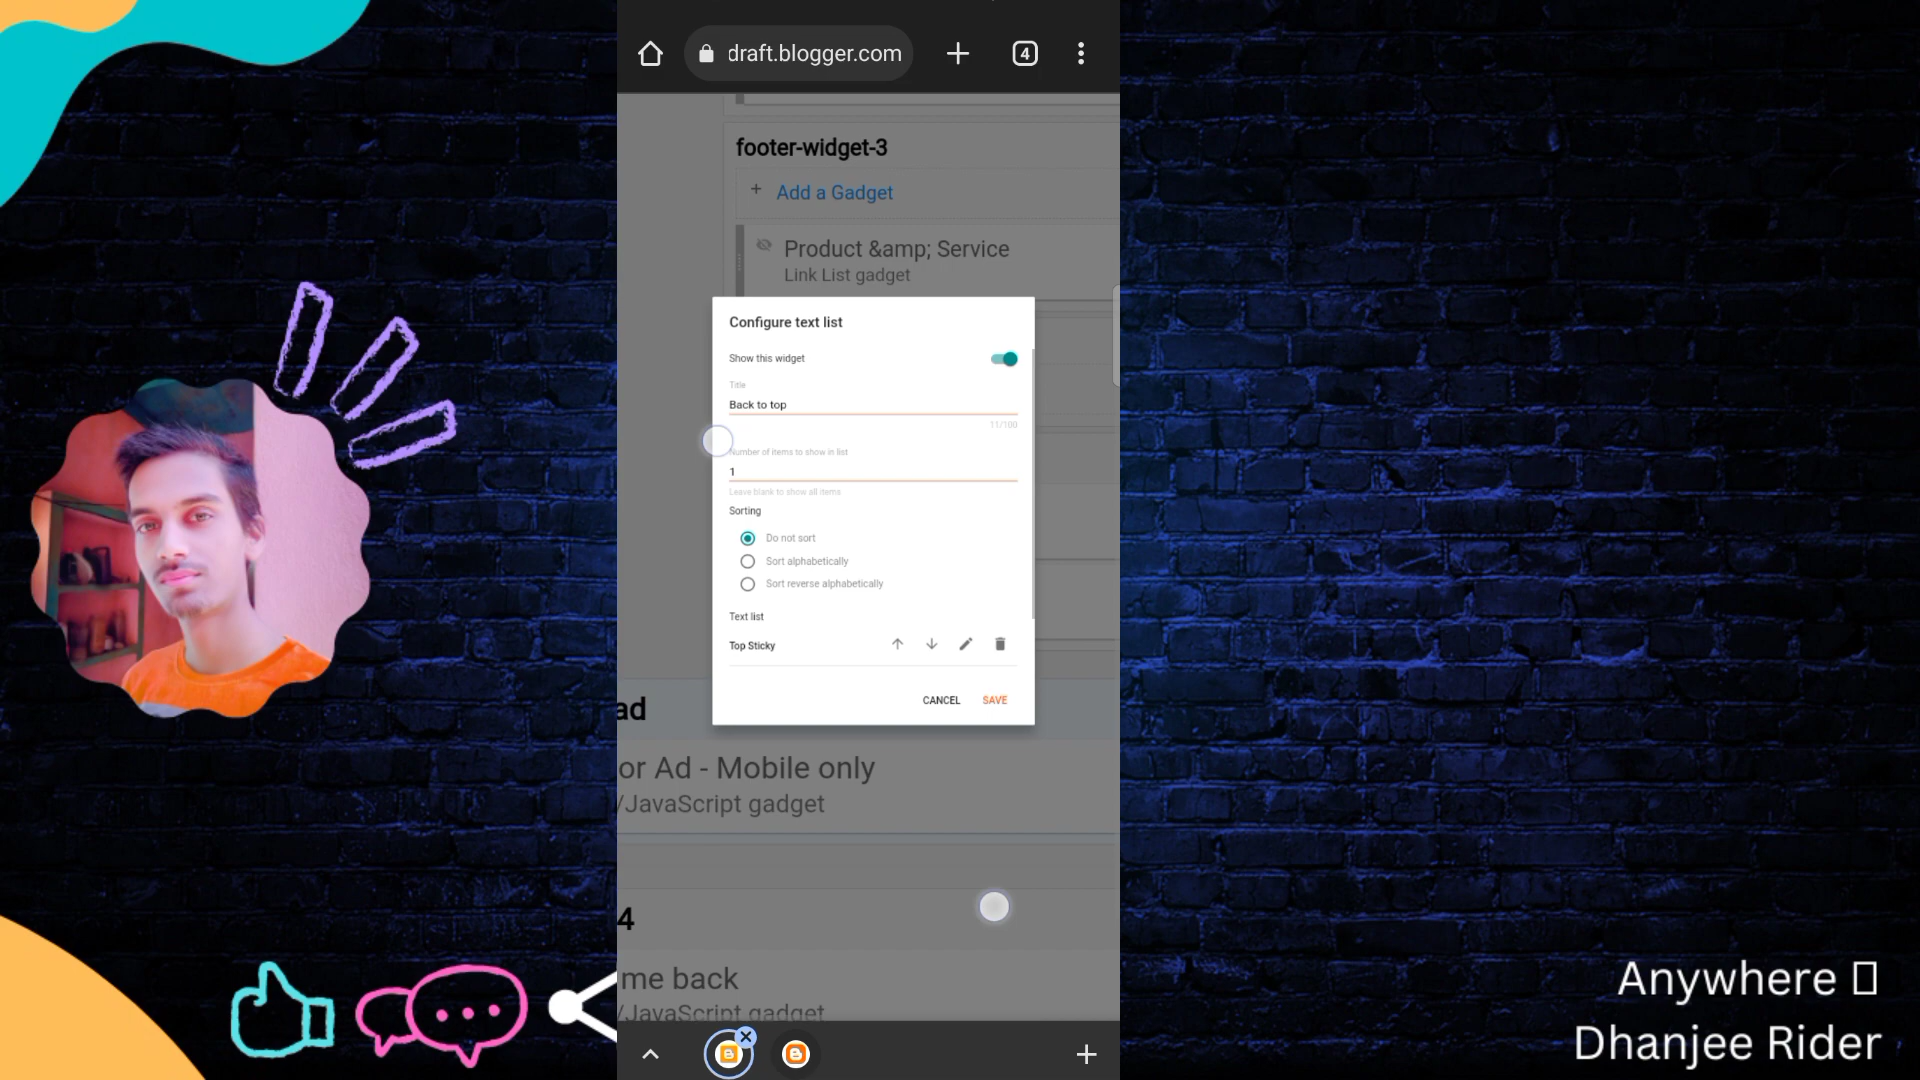 draft.blogger.com
4
footer-widget-3
+ Add a Gadget
Product &amp; Service
Link List gadget
Configure text list
Show this widget
Title
Back to top
11/100
Number of items to show in list
1
Leave blank to show all items
Sorting
Do not sort
Sort alphabetically
Sort reverse alphabetically
Text list
Top Sticky
CANCEL SAVE
ad
or Ad - Mobile only
/JavaScript gadget
4
me back
/JavaScript gadget
Anywhere
Dhanjee Rider